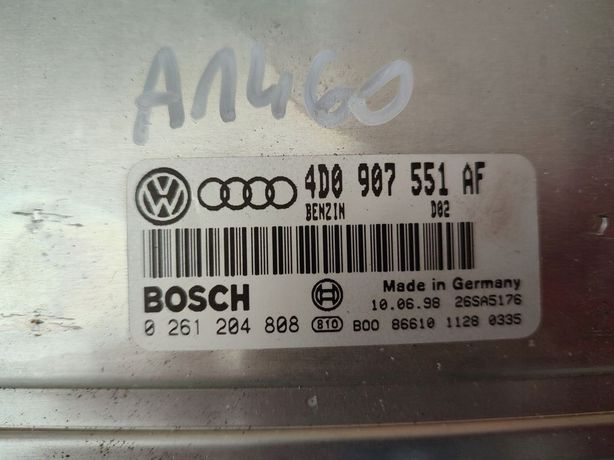 A1460
4D0 907 551 AF
BENZIN D02
BOSCH Made in Germany
10.06.98 26SA5176
0 261 204 808 810 B00 86610 1128 0335